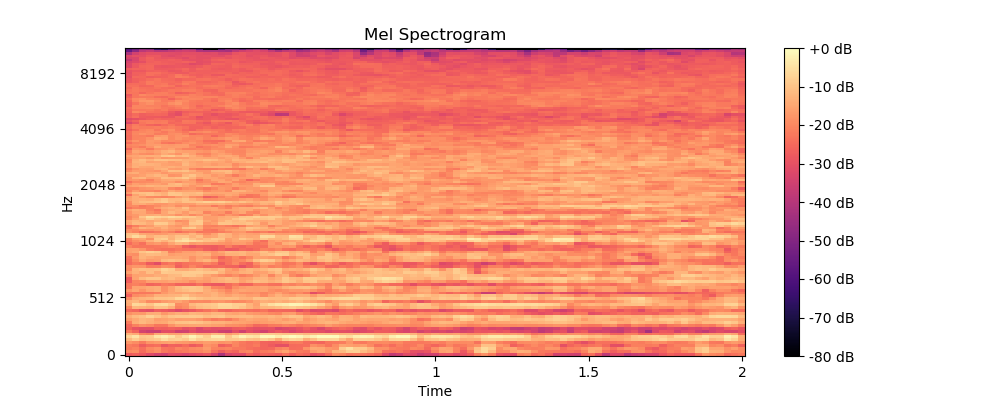 Mel Spectrogram
Hz
8192
4096
2048
1024
512
0
0
0.5
1
1.5
2
Time
+0 dB
-10 dB
-20 dB
-30 dB
-40 dB
-50 dB
-60 dB
-70 dB
-80 dB